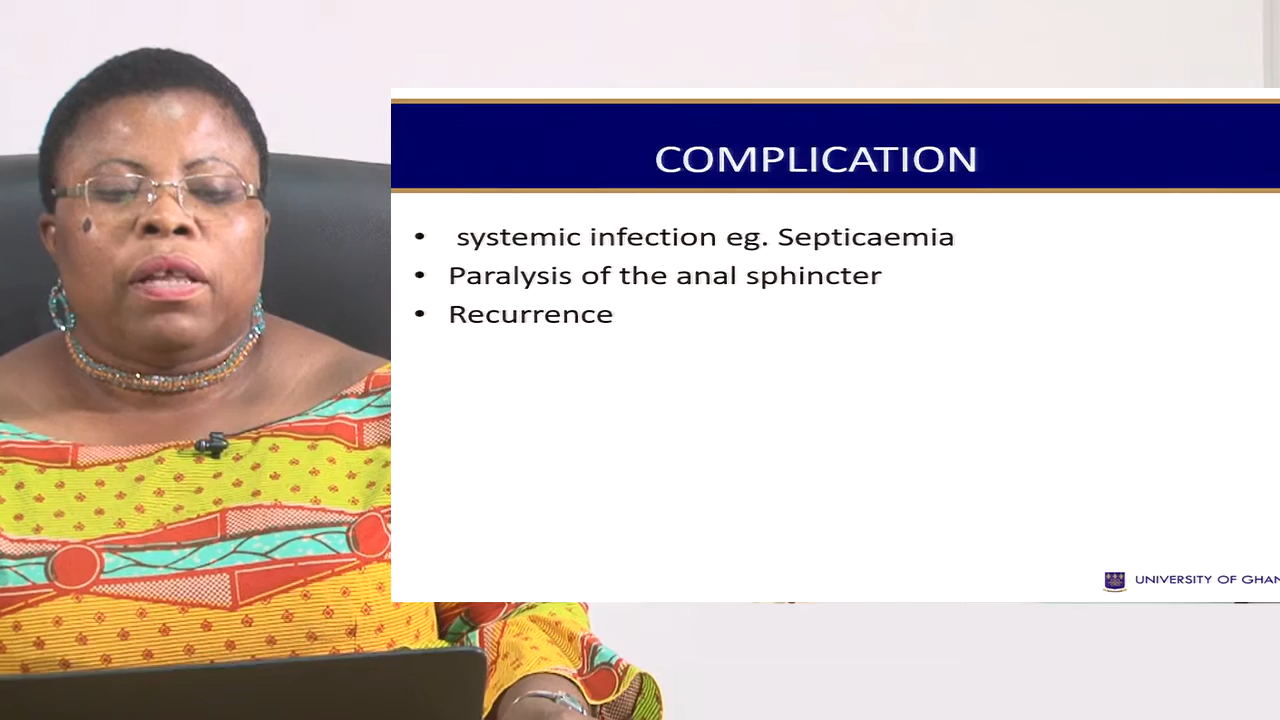 COMPLICATION
• systemic infection eg. Septicaemia
• Paralysis of the anal sphincter
• Recurrence
UNIVERSITY OF GHAN